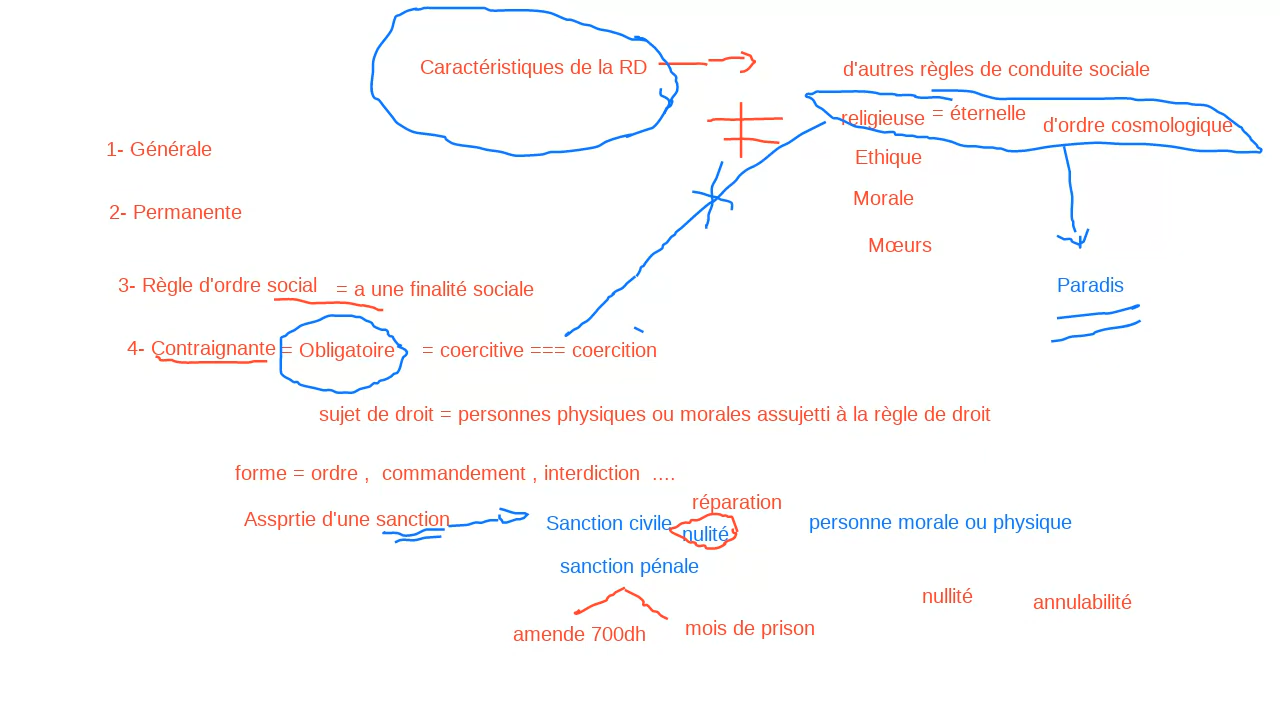 Caractéristiques de la RD
d'autres règles de conduite sociale
religieuse = éternelle
d'ordre cosmologique
1- Générale
Ethique
2- Permanente
Morale
Mœurs
3- Règle d'ordre social = a une finalité sociale
Paradis
4- Contraignante = Obligatoire = coercitive === coercition
sujet de droit = personnes physiques ou morales assujetti à la règle de droit
forme = ordre , commandement , interdiction ....
réparation
Assprtie d'une sanction
Sanction civile
nulité
personne morale ou physique
sanction pénale
nullité
annulabilité
amende 700dh
mois de prison